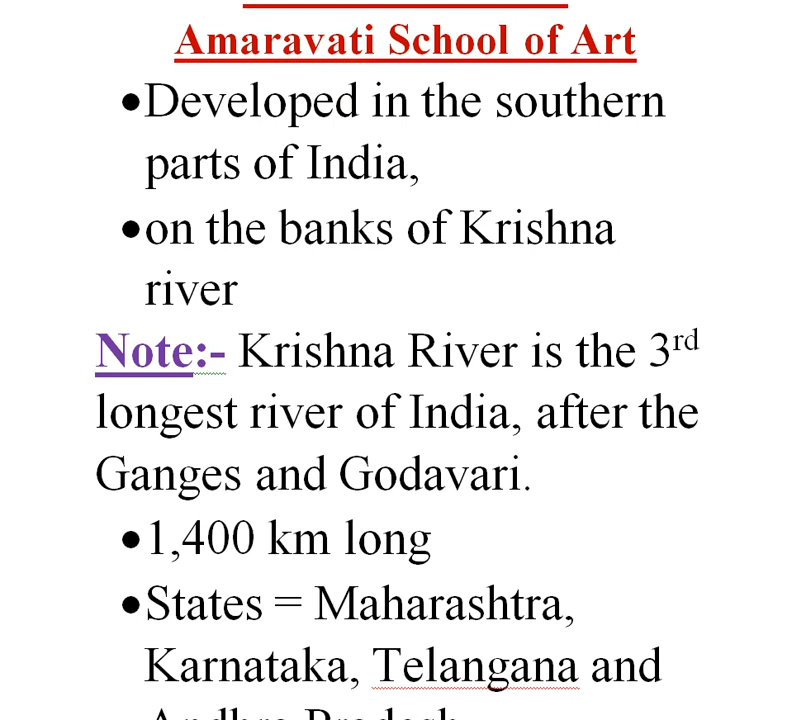 Amaravati School of Art
•Developed in the southern
parts of India,
•on the banks of Krishna
river
Note:- Krishna River is the 3rd
longest river of India, after the
Ganges and Godavari.
•1,400 km long
•States = Maharashtra,
Karnataka, Telangana and
Andhra Pradesh